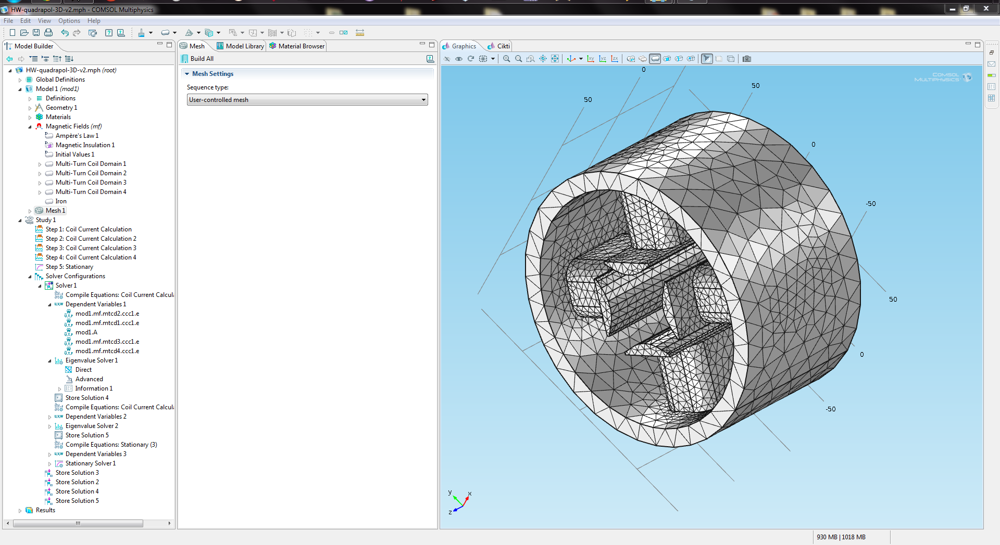 HW-quadrapol-3D-v2.mph - COMSOL Multiphysics
File Edit View Options Help
Model Builder
HW-quadrapol-3D-v2.mph (root)
Global Definitions
Model 1 (mod1)
Definitions
Geometry 1
Materials
Magnetic Fields (mf)
Ampère's Law 1
Magnetic Insulation 1
Initial Values 1
Multi-Turn Coil Domain 1
Multi-Turn Coil Domain 2
Multi-Turn Coil Domain 3
Multi-Turn Coil Domain 4
Iron
Mesh 1
Study 1
Step 1: Coil Current Calculation
Step 2: Coil Current Calculation 2
Step 3: Coil Current Calculation 3
Step 4: Coil Current Calculation 4
Step 5: Stationary
Solver Configurations
Solver 1
Compile Equations: Coil Current Calcula
Dependent Variables 1
mod1.mf.mtcd2.ccc1.e
mod1.mf.mtcd1.ccc1.e
mod1.A
mod1.mf.mtcd3.ccc1.e
mod1.mf.mtcd4.ccc1.e
Eigenvalue Solver 1
Direct
Advanced
Information 1
Store Solution 4
Compile Equations: Coil Current Calcula
Dependent Variables 2
Eigenvalue Solver 2
Store Solution 5
Compile Equations: Stationary (3)
Dependent Variables 3
Stationary Solver 1
Store Solution 3
Store Solution 2
Store Solution 4
Store Solution 5
Results
Mesh Model Library Material Browser
Build All
Mesh Settings
Sequence type:
User-controlled mesh
Graphics Cikti
xy yz zx
COMSOL
MULTIPHYSICS
0
50
50
0
-50
50
0
-50
y x
z
930 MB | 1018 MB